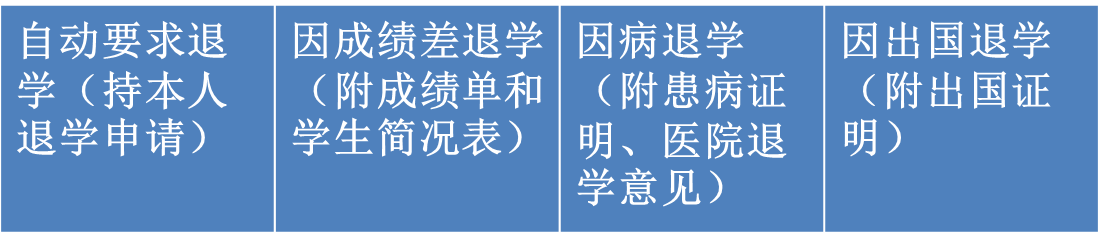 自动要求退
学（持本人
退学申请）
因成绩差退学
（附成绩单和
学生简况表）
因病退学
（附患病证
明、医院退
学意见）
因出国退学
（附出国证
明）